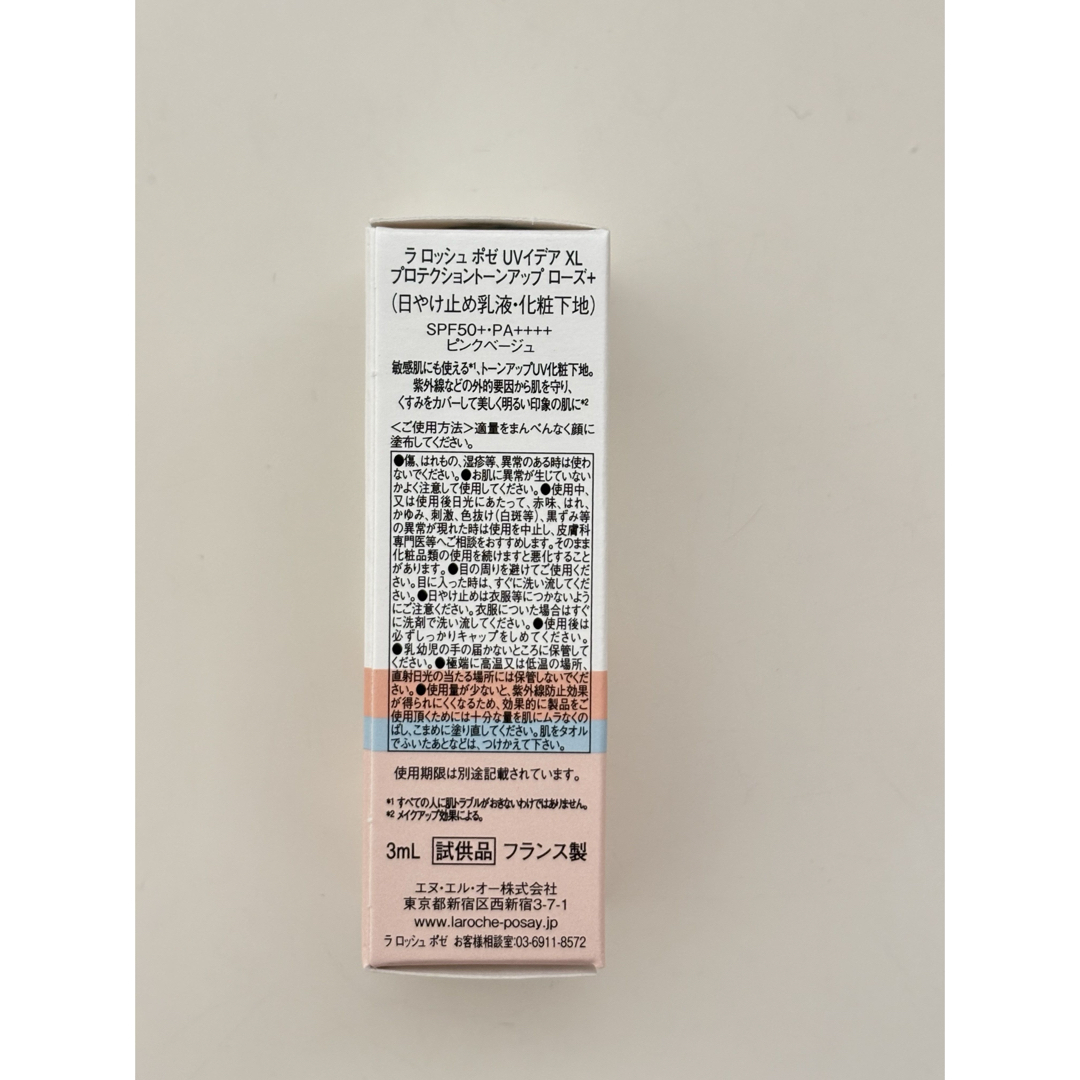 ラ ロッシュ ポゼ UVイデア XL
プロテクショントーンアップ ローズ+
(日やけ止め乳液・化粧下地)
SPF50+・PA++++
ピンクベージュ
敏感肌にも使える*1、トーンアップUV化粧下地。
紫外線などの外的要因から肌を守り、
くすみをカバーして美しく明るい印象の肌に*2
<ご使用方法>適量をまんべんなく顔に
塗布してください。
●傷、はれもの、湿疹等、異常のある時は使わ
ないでください。●お肌に異常が生じていない
かよく注意して使用してください。●使用中、
又は使用後日光にあたって、赤味、はれ、
かゆみ、刺激、色抜け(白斑等)、黒ずみ等
の異常が現れた時は使用を中止し、皮膚科
専門医等へご相談をおすすめします。そのまま
化粧品類の使用を続けますと悪化すること
があります。●目の周りを避けてご使用くだ
さい。目に入った時は、すぐに洗い流してくだ
さい。●日やけ止めは衣服等につかないよう
にご注意ください。衣服についた場合はすぐ
に洗剤で洗い流してください。●使用後は
必ずしっかりキャップをしめてください。
●乳幼児の手の届かないところに保管して
ください。●極端に高温又は低温の場所、
直射日光の当たる場所には保管しないでくだ
さい。●使用量が少ないと、紫外線防止効果
が得られにくくなるため、効果的に製品をご
使用頂くためには十分な量を肌にムラなくの
ばし、こまめに塗り直してください。肌をタオル
でふいたあとなどは、つけかえて下さい。
使用期限は別途記載されています。
*1 すべての人に肌トラブルがおきないわけではありません。
*2 メイクアップ効果による。
3mL 試供品 フランス製
エヌ・エル・オー株式会社
東京都新宿区西新宿3-7-1
www.laroche-posay.jp
ラ ロッシュ ポゼ お客様相談室:03-6911-8572